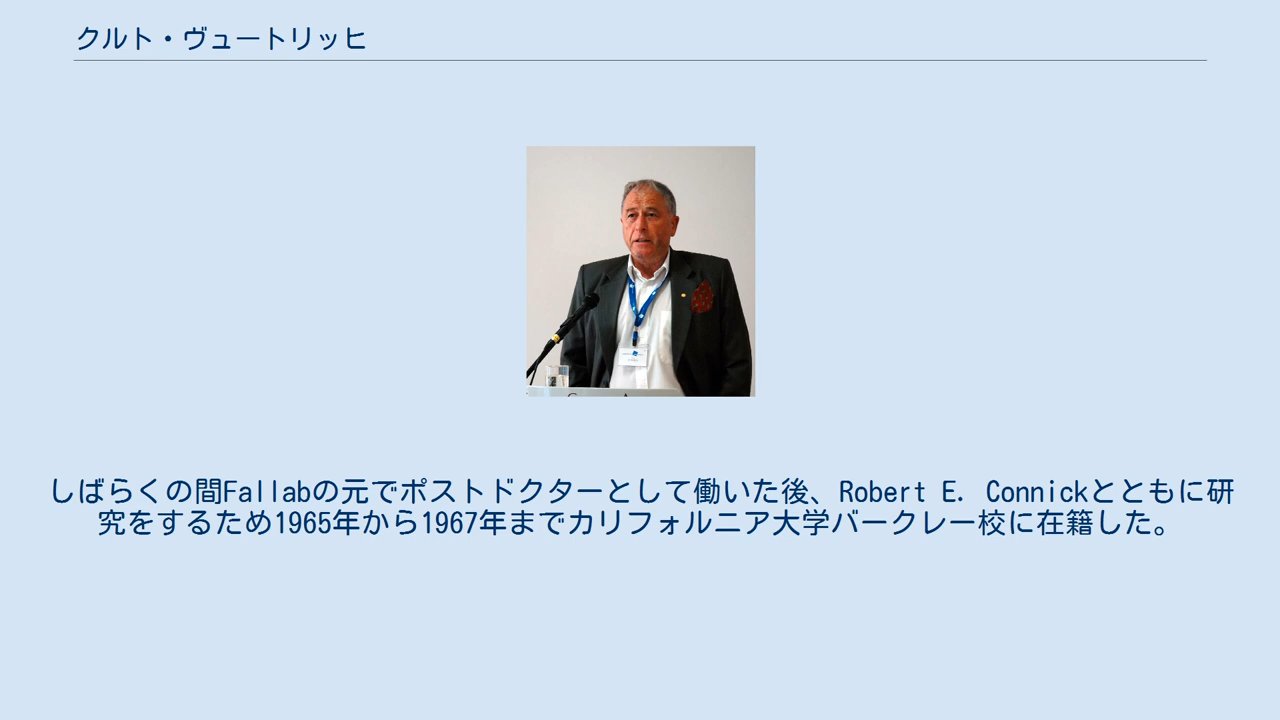 クルト・ヴュートリッヒ
しばらくの間Fallabの元でポストドクターとして働いた後、Robert E. Connickとともに研
究をするため1965年から1967年までカリフォルニア大学バークレー校に在籍した。